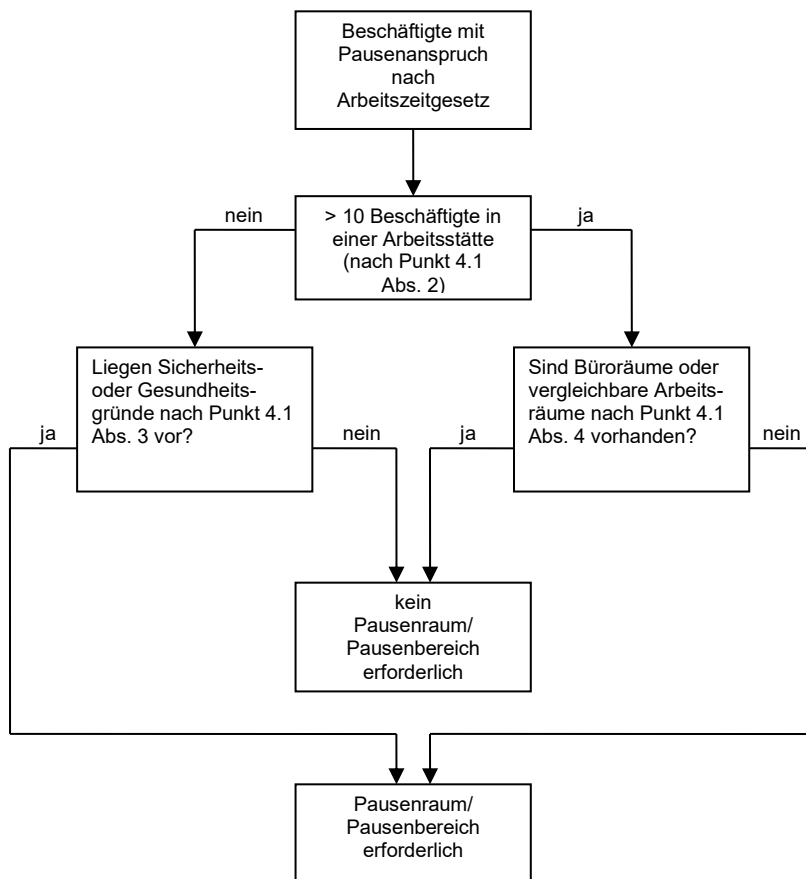 Beschäftigte mit
Pausenanspruch
nach
Arbeitszeitgesetz
nein
> 10 Beschäftigte in
einer Arbeitsstätte
(nach Punkt 4.1
Abs. 2)
ja
Liegen Sicherheits-
oder Gesundheits-
gründe nach Punkt 4.1
Abs. 3 vor?
ja
nein
Sind Büroräume oder
vergleichbare Arbeits-
räume nach Punkt 4.1
Abs. 4 vorhanden?
ja
nein
kein
Pausenraum/
Pausenbereich
erforderlich
Pausenraum/
Pausenbereich
erforderlich